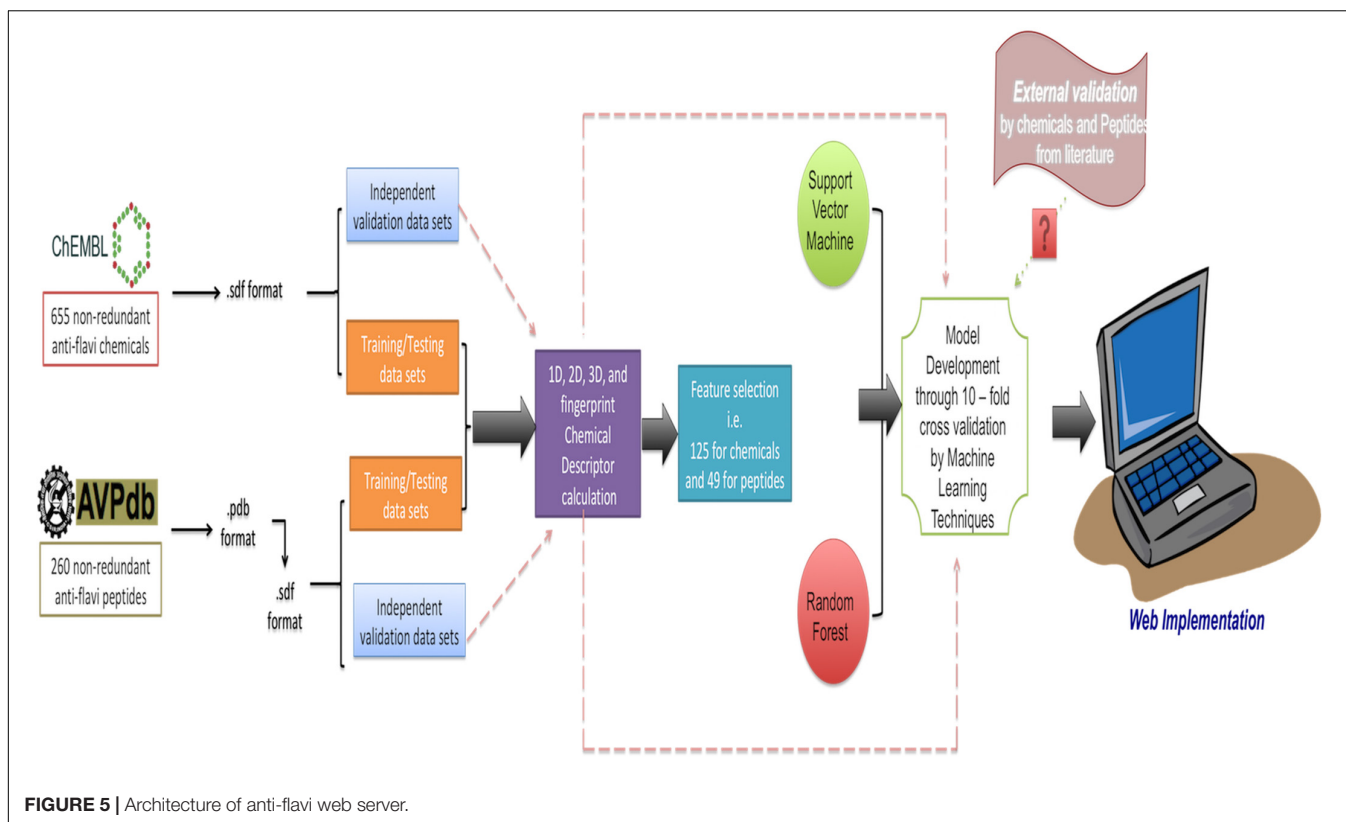 External validation
by chemicals and Peptides
from literature
?
ChEMBL
655 non-redundant
anti-flavi chemicals
.sdf format
Independent
validation data sets
Training/Testing
data sets
AVPdb
260 non-redundant
anti-flavi peptides
.pdb
format
.sdf
format
Training/Testing
data sets
Independent
validation data sets
1D, 2D, 3D, and
fingerprint
Chemical
Descriptor
calculation
Feature selection
i.e.
125 for chemicals
and 49 for peptides
Support
Vector
Machine
Random
Forest
Model
Development
through 10 – fold
cross validation
by Machine
Learning
Techniques
Web Implementation
FIGURE 5 | Architecture of anti-flavi web server.